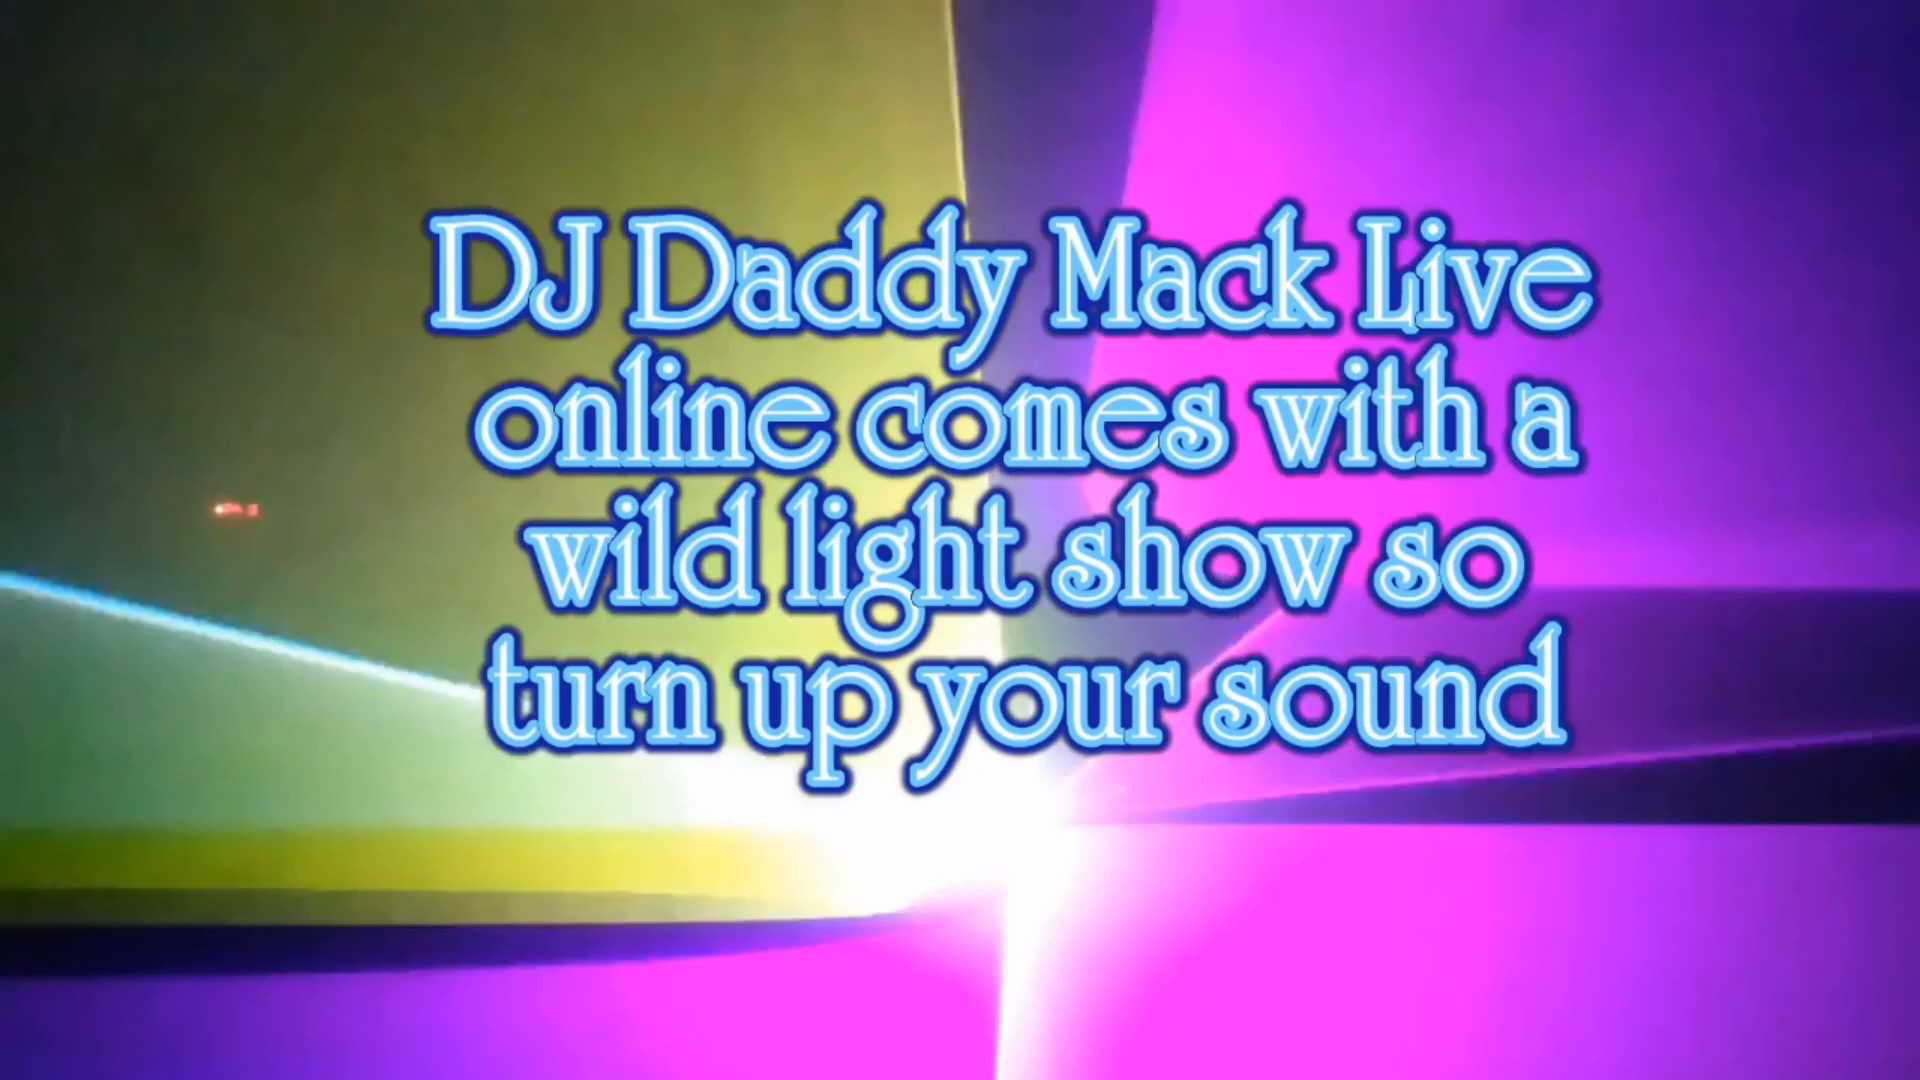 DJ Daddy Mack Live
online comes with a
wild light show so
turn up your sound